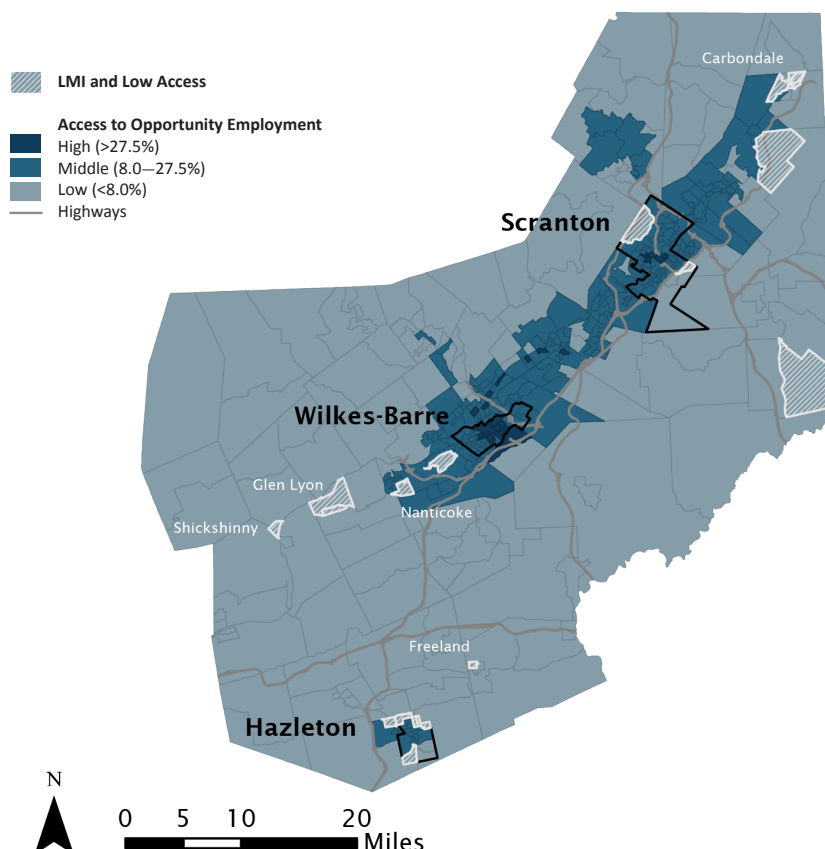 Carbondale
LMI and Low Access
Access to Opportunity Employment
High (>27.5%)
Middle (8.0—27.5%)
Low (<8.0%)
Highways
Scranton
Wilkes-Barre
Glen Lyon
Nanticoke
Shickshinny
Freeland
Hazleton
N
0 5 10 20
Miles